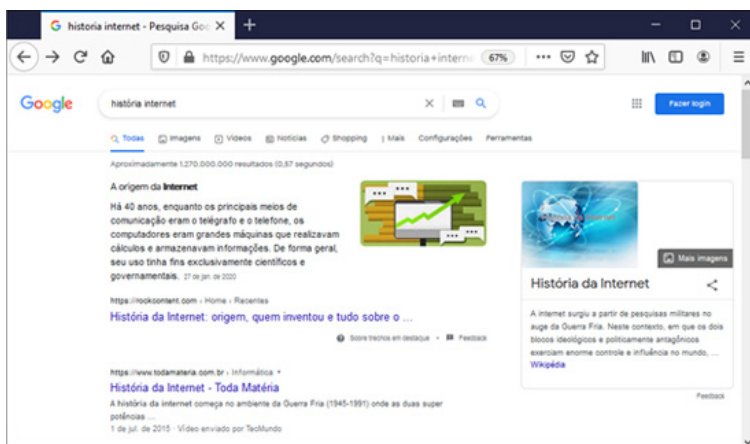 historia internet - Pesquisa Goo
https://www.google.com/search?q=historia+interne
67%
Google
história internet
Fazer login
Todas Imagens Vídeos Notícias Shopping Mais Configurações Ferramentas
Aproximadamente 1.270.000.000 resultados (0,57 segundos)
A origem da Internet
Há 40 anos, enquanto os principais meios de
comunicação eram o telégrafo e o telefone, os
computadores eram grandes máquinas que realizavam
cálculos e armazenavam informações. De forma geral,
seu uso tinha fins exclusivamente científicos e
governamentais. 27 de jan. de 2020
https://rockcontent.com › Home › Recentes
História da Internet: origem, quem inventou e tudo sobre o ...
Sobre trechos em destaque • Feedback
https://www.todamateria.com.br › Informática
História da Internet - Toda Matéria
A história da internet começa no ambiente da Guerra Fria (1945-1991) onde as duas super
potências ...
1 de jul. de 2015 · Vídeo enviado por TecMundo
História da Internet
Mais imagens
História da Internet
A internet surgiu a partir de pesquisas militares no
auge da Guerra Fria. Neste contexto, em que os dois
blocos ideológicos e politicamente antagônicos
exerciam enorme controle e influência no mundo, ...
Wikipédia
Feedback